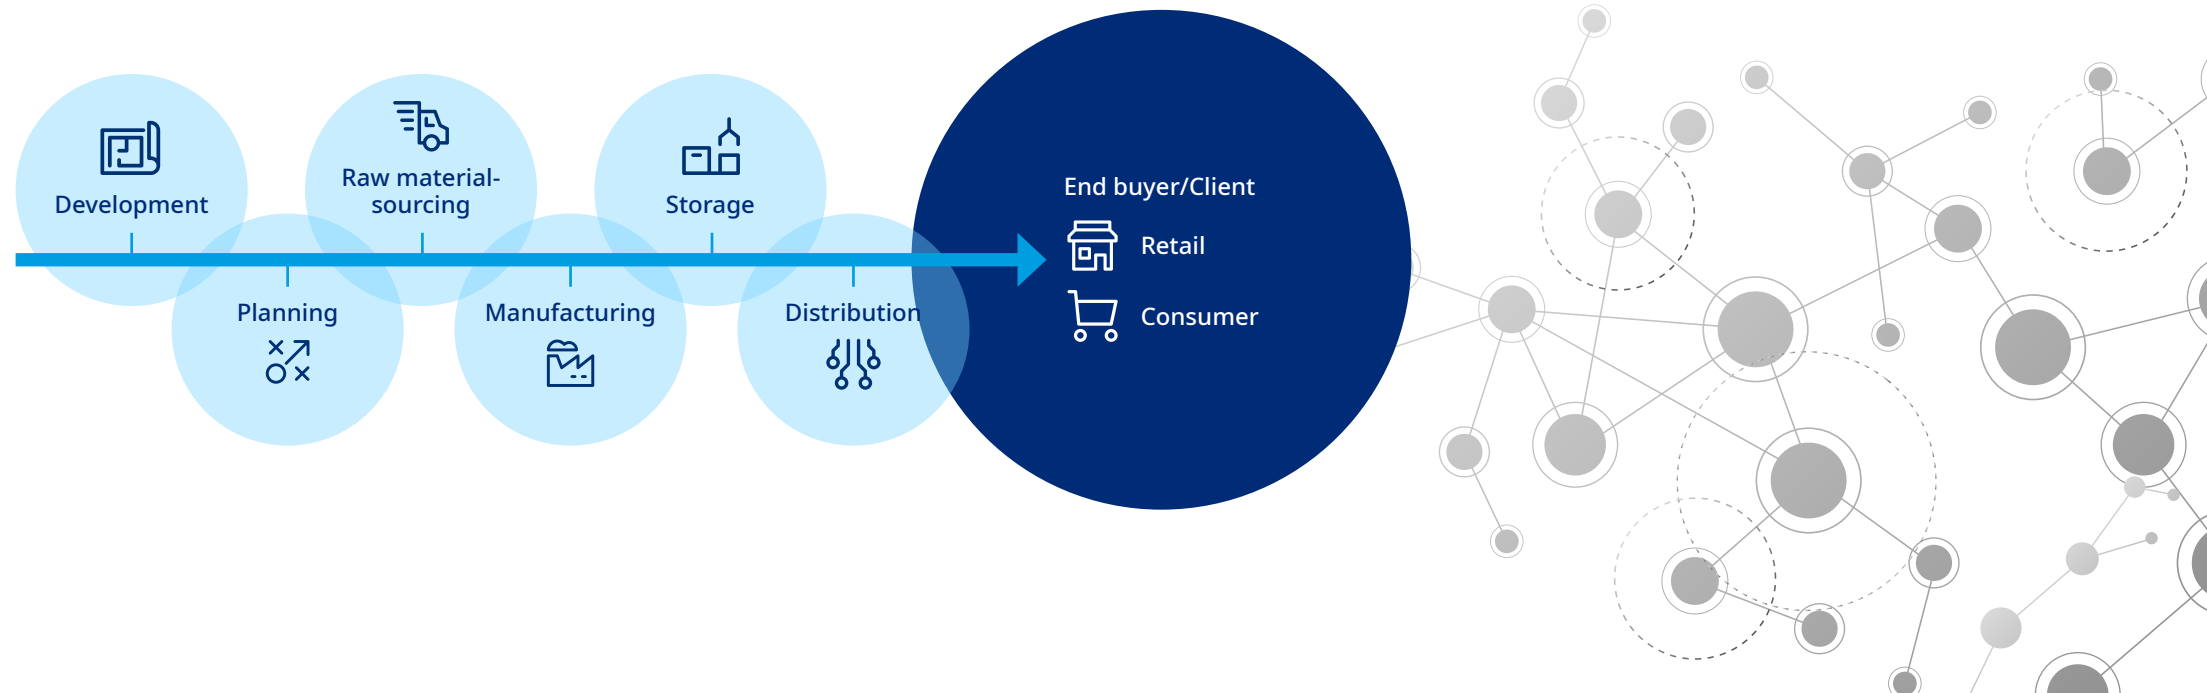 Development
Planning
Raw material-
sourcing
Manufacturing
Storage
Distribution
End buyer/Client
Retail
Consumer